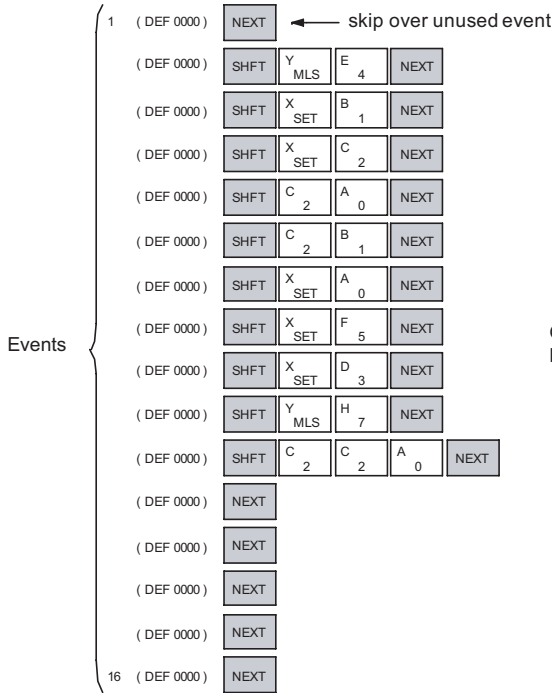 1 ( DEF 0000 ) NEXT skip over unused event
( DEF 0000 ) SHFT Y MLS E 4 NEXT
( DEF 0000 ) SHFT X SET B 1 NEXT
( DEF 0000 ) SHFT X SET C 2 NEXT
( DEF 0000 ) SHFT C 2 A 0 NEXT
( DEF 0000 ) SHFT C 2 B 1 NEXT
( DEF 0000 ) SHFT X SET A 0 NEXT
( DEF 0000 ) SHFT X SET F 5 NEXT
Events
( DEF 0000 ) SHFT X SET D 3 NEXT
( DEF 0000 ) SHFT Y MLS H 7 NEXT
( DEF 0000 ) SHFT C 2 C 2 A 0 NEXT
( DEF 0000 ) NEXT
( DEF 0000 ) NEXT
( DEF 0000 ) NEXT
( DEF 0000 ) NEXT
16 ( DEF 0000 ) NEXT